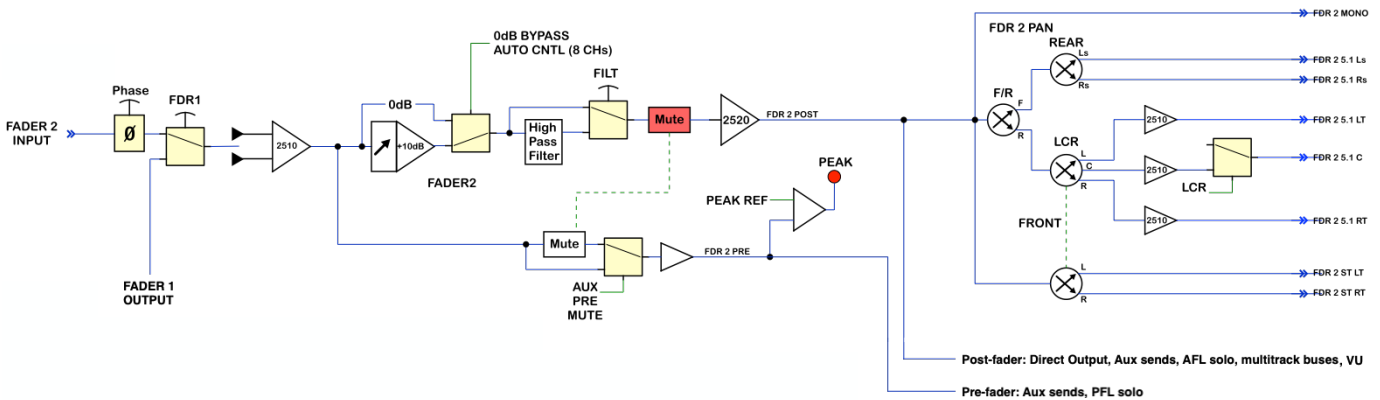 FDR 2 MONO
FDR 2 PAN
0dB BYPASS
AUTO CNTL (8 CHs)
REAR
Ls
Rs
FDR 2 5.1 Ls
FDR 2 5.1 Rs
FILT
Phase
FDR1
0dB
F/R
F
R
FADER 2
INPUT
Ø
2510
+10dB
FADER2
High
Pass
Filter
Mute
2520
FDR 2 POST
2510
FDR 2 5.1 LT
LCR
L
C
R
2510
LCR
FDR 2 5.1 C
PEAK
PEAK REF
2510
FDR 2 5.1 RT
FRONT
Mute
FDR 2 PRE
AUX
PRE
MUTE
FADER 1
OUTPUT
L
R
FDR 2 ST LT
FDR 2 ST RT
Post-fader: Direct Output, Aux sends, AFL solo, multitrack buses, VU
Pre-fader: Aux sends, PFL solo